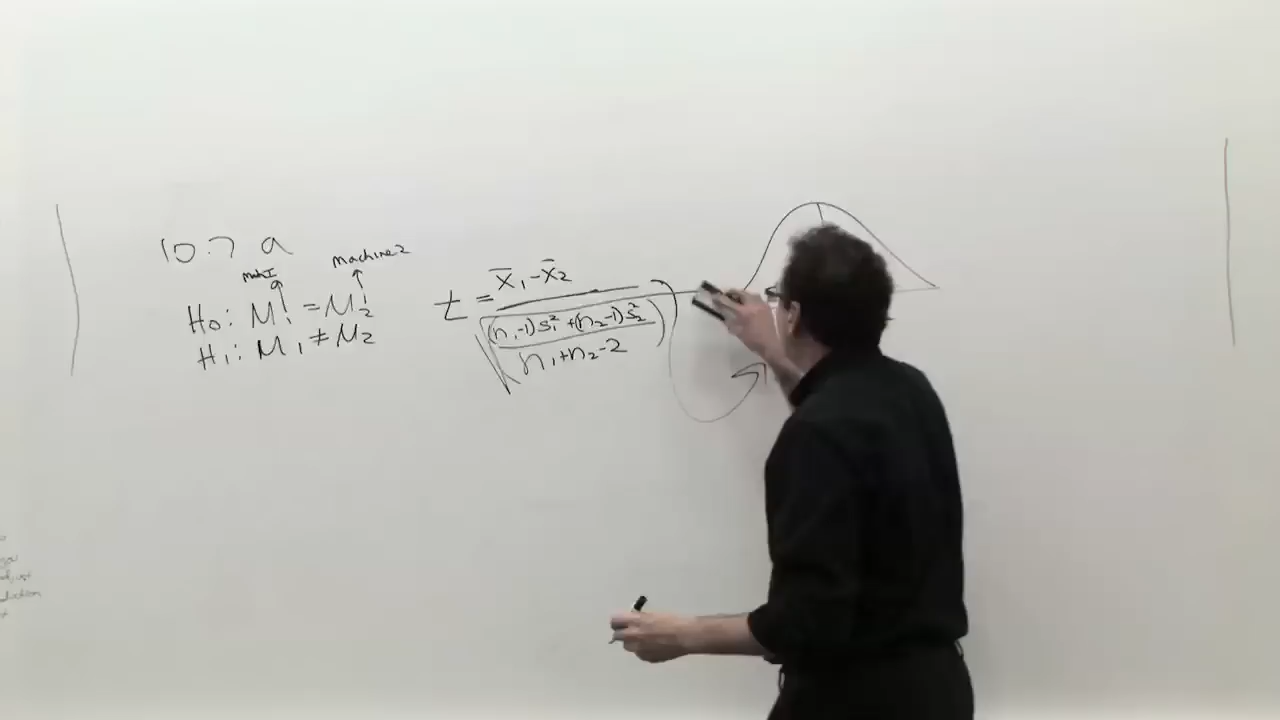 10.7 a
machine 2
H₀: M₁ = M₂
H₁: M₁ ≠ M₂
t = x̄₁ - x̄₂
√((n₁-1)s₁² + (n₂-1)s₂²
n₁+n₂-2